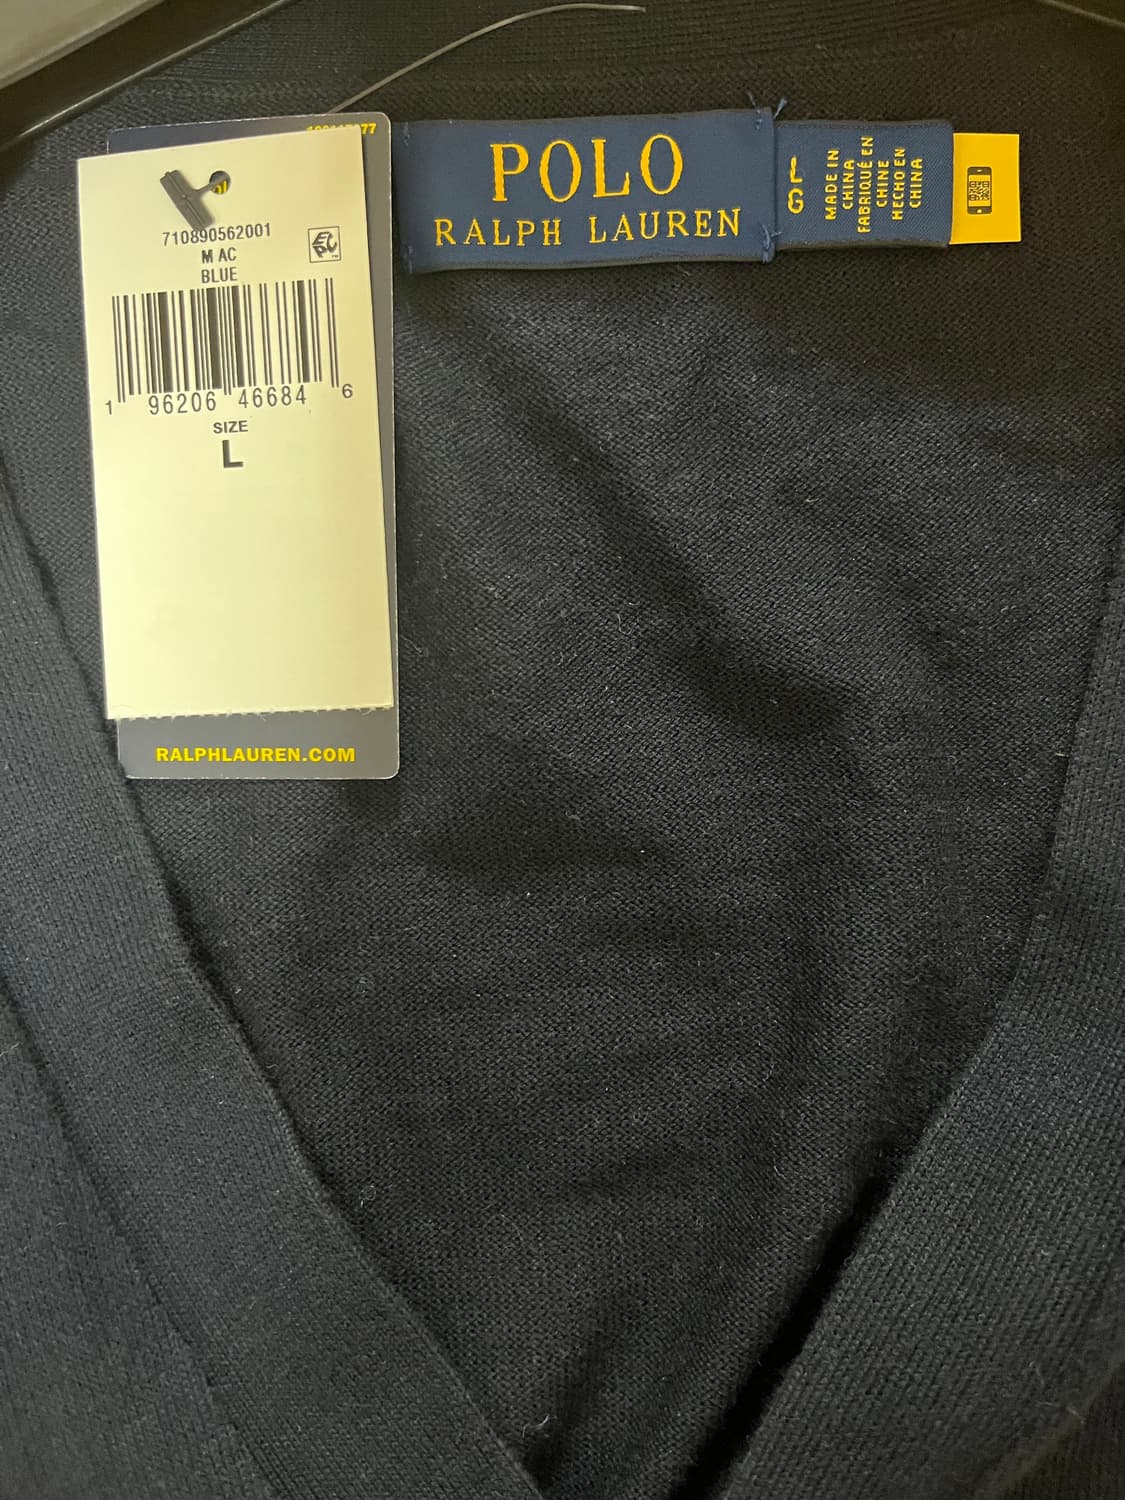 710890562001
M AC
BLUE
1 96206 46684 6
SIZE
L
RALPHLAUREN.COM
POLO
RALPH LAUREN
LG
MADE IN
CHINA
FABRIQUÉ EN
CHINE
HECHO EN
CHINA